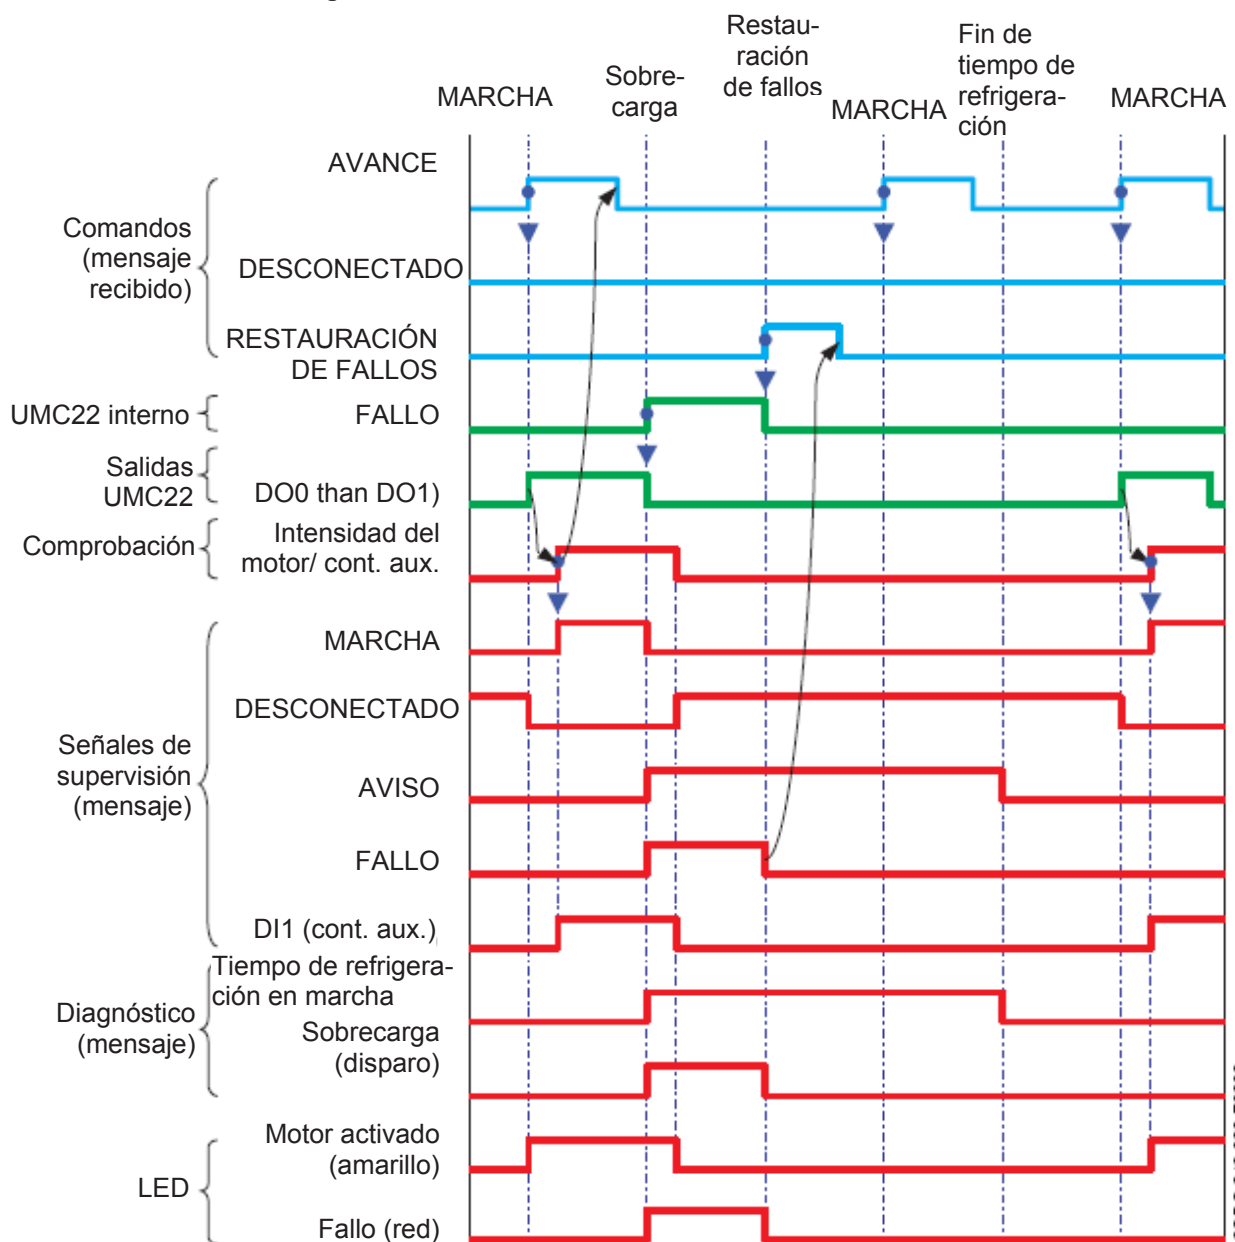 MARCHA
Sobre-
carga
Restau-
ración
de fallos
MARCHA
Fin de
tiempo de
refrigera-
ción
MARCHA
AVANCE
Comandos
(mensaje
recibido)
DESCONECTADO
RESTAURACIÓN
DE FALLOS
UMC22 interno
FALLO
Salidas
UMC22
DO0 than DO1)
Comprobación
Intensidad del
motor/ cont. aux.
MARCHA
DESCONECTADO
Señales de
supervisión
(mensaje)
AVISO
FALLO
DI1 (cont. aux.)
Diagnóstico
(mensaje)
Tiempo de refrigera-
ción en marcha
Sobrecarga
(disparo)
LED
Motor activado
(amarillo)
Fallo (red)